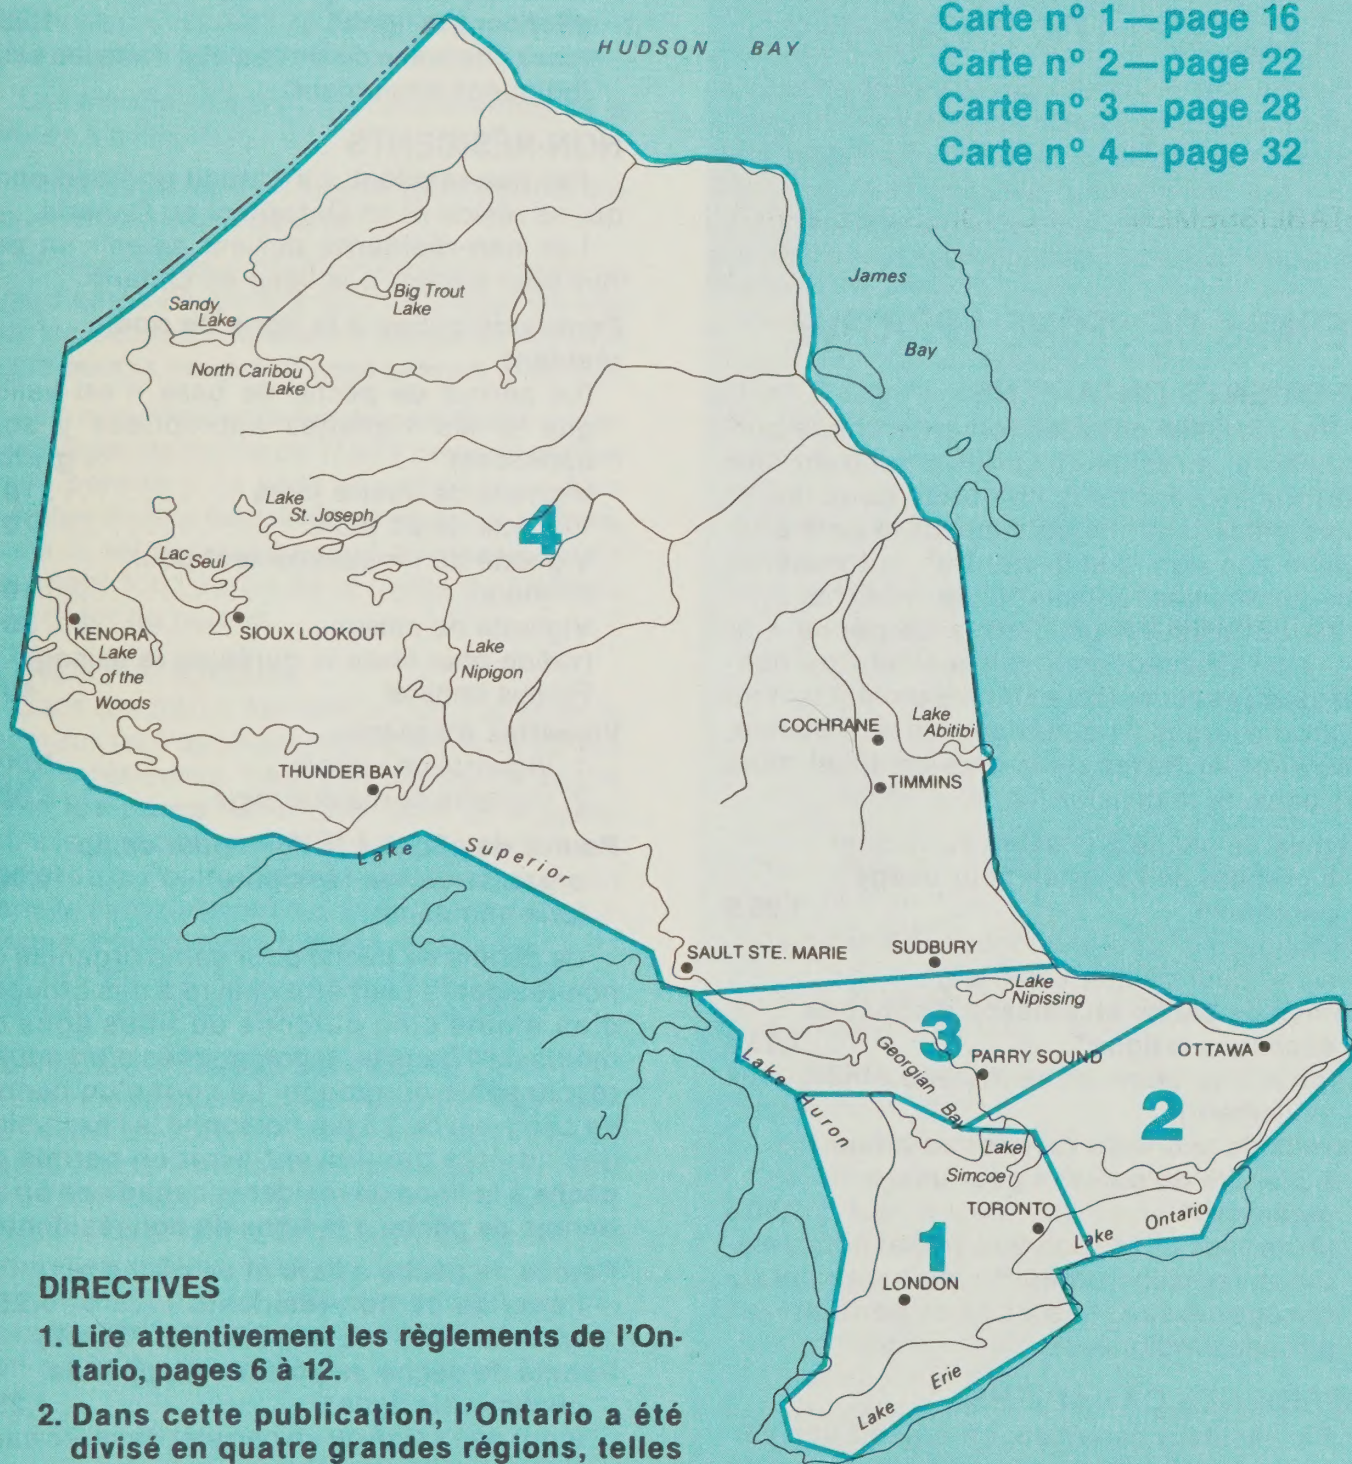 Carte nº 1—page 16
Carte nº 2—page 22
Carte nº 3—page 28
Carte nº 4—page 32
HUDSON BAY
James
Bay
Sandy
Lake
Big Trout
Lake
North Caribou
Lake
Lake
St. Joseph
4
Lac Seul
KENORA
SIOUX LOOKOUT
Lake
of the
Woods
Lake
Nipigon
COCHRANE
Lake
Abitibi
THUNDER BAY
TIMMINS
Lake Superior
SAULT STE. MARIE
SUDBURY
Lake
Nipissing
3
Georgian Bay
PARRY SOUND
OTTAWA
Lake Huron
2
Lake
Simcoe
TORONTO
Lake Ontario
1
LONDON
Lake Erie
DIRECTIVES
1. Lire attentivement les règlements de l'On-
tario, pages 6 à 12.
2. Dans cette publication, l'Ontario a été
divisé en quatre grandes régions, telles